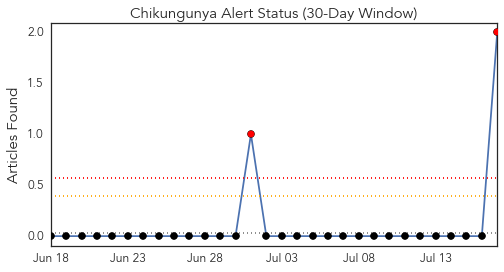 Chikungunya Alert Status (30-Day Window)
Articles Found
2.0
1.5
1.0
0.5
0.0
Jun 18 Jun 23 Jun 28 Jul 03 Jul 08 Jul 13